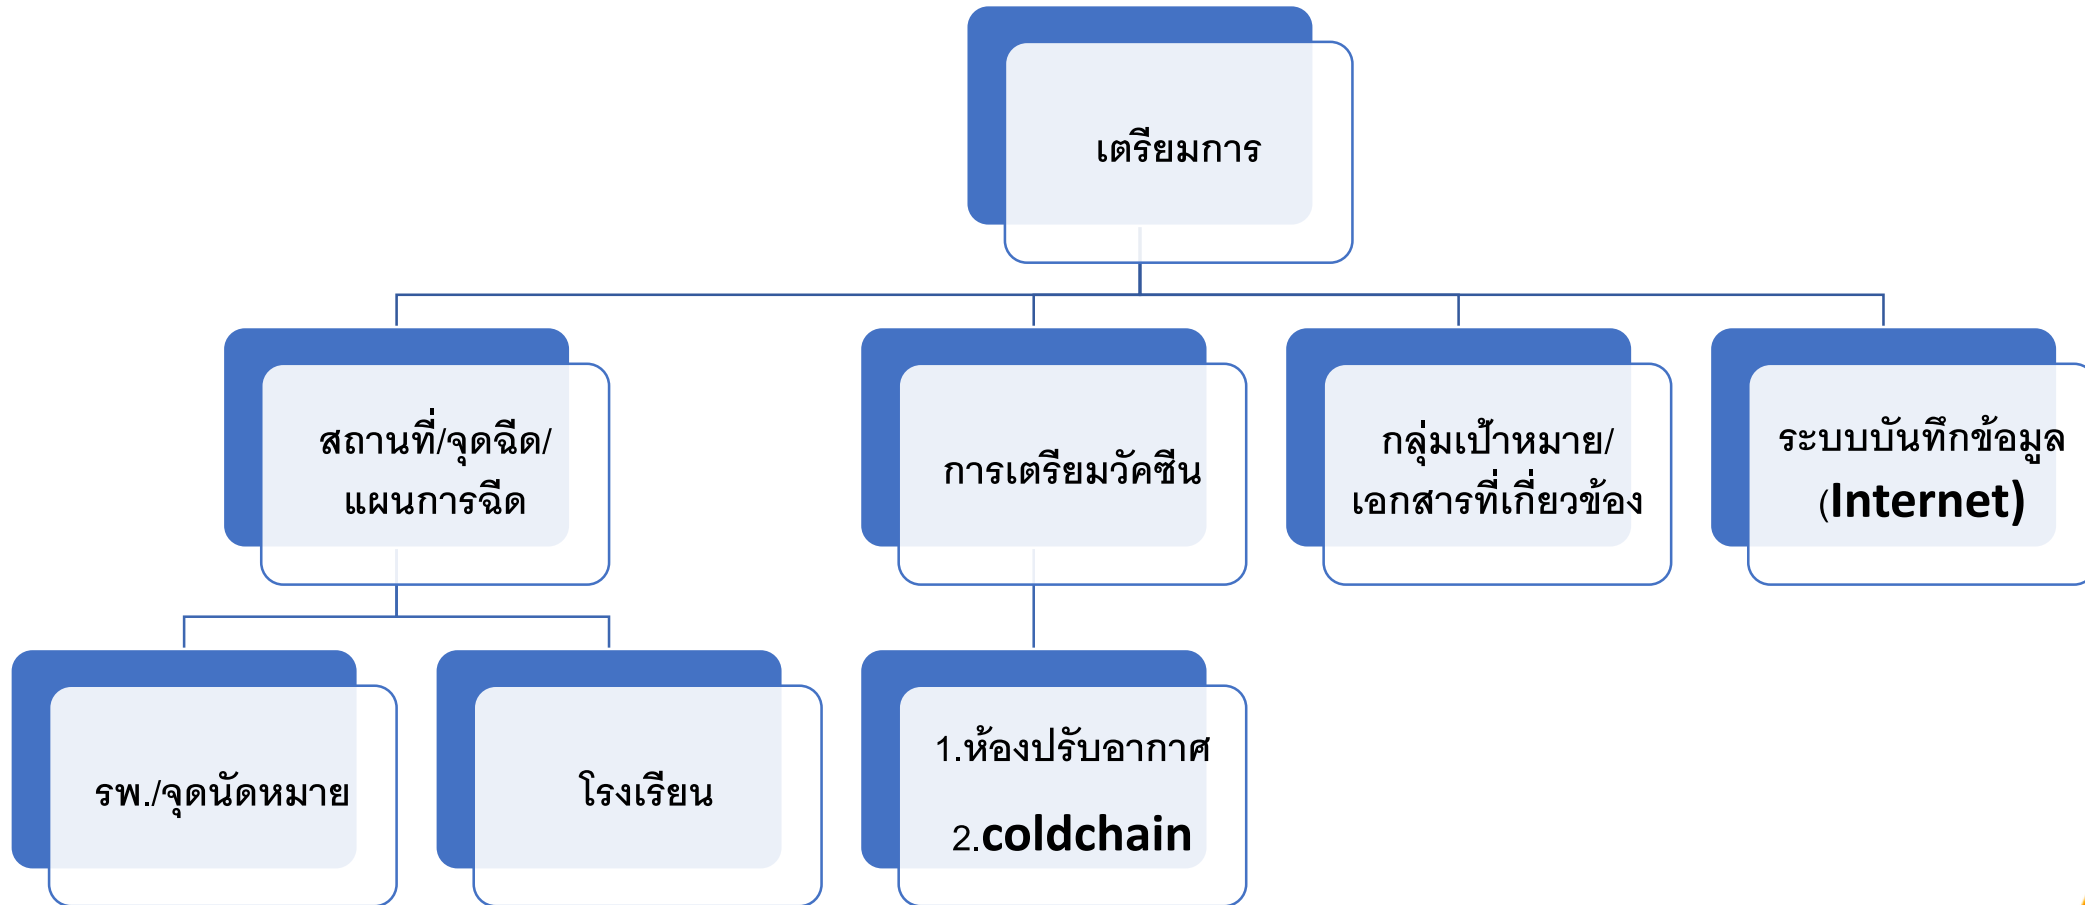 เตรียมการ
สถานที่/จุดฉีด/
แผนการฉีด
การเตรียมวัคซีน
กลุ่มเป้าหมาย/
เอกสารที่เกี่ยวข้อง
ระบบบันทึกข้อมูล
(Internet)
รพ./จุดนัดหมาย
โรงเรียน
1.ห้องปรับอากาศ
2.coldchain